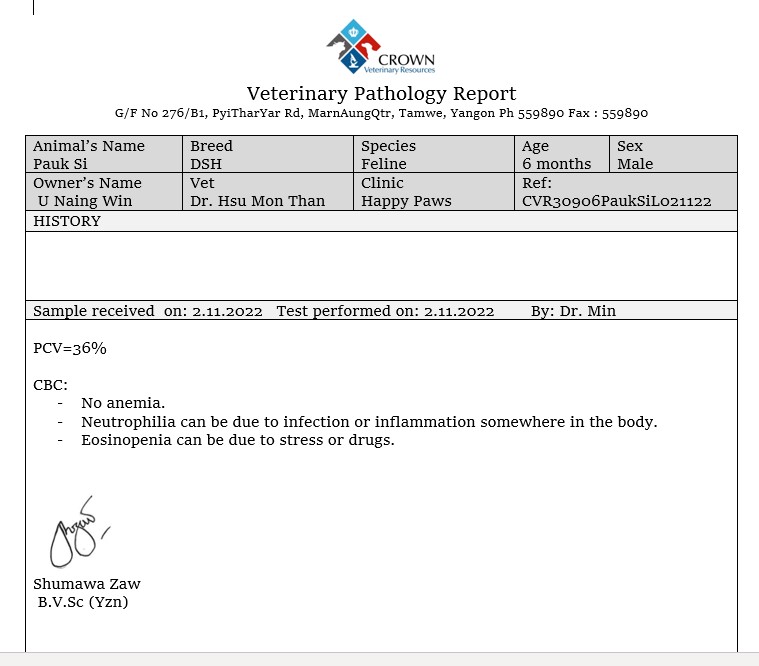 CROWN
Veterinary Resources
Veterinary Pathology Report
G/F No 276/B1, PyiTharYar Rd, MarnAungQtr, Tamwe, Yangon Ph 559890 Fax : 559890
Animal's Name Breed Species Age Sex
Pauk Si DSH Feline 6 months Male
Owner's Name Vet Clinic Ref:
U Naing Win Dr. Hsu Mon Than Happy Paws CVR30906PaukSiL021122
HISTORY
Sample received on: 2.11.2022 Test performed on: 2.11.2022 By: Dr. Min
PCV=36%
CBC:
- No anemia.
- Neutrophilia can be due to infection or inflammation somewhere in the body.
- Eosinopenia can be due to stress or drugs.
Shumawa Zaw
B.V.Sc (Yzn)